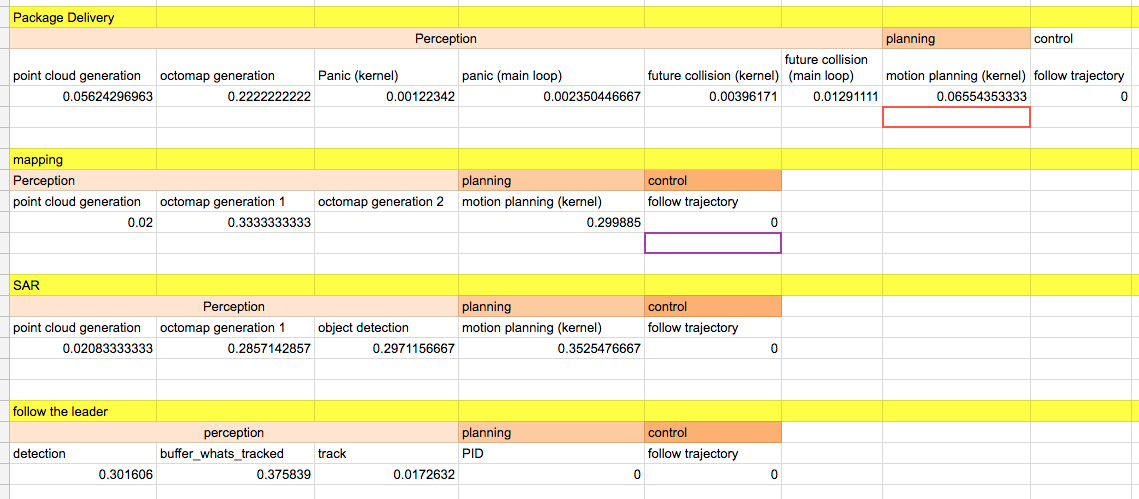 Package Delivery
Perception planning control
future collision
point cloud generation octomap generation Panic (kernel) panic (main loop) future collision (kernel) (main loop) motion planning (kernel) follow trajectory
0.05624296963 0.2222222222 0.00122342 0.002350446667 0.00396171 0.01291111 0.06554353333 0
mapping
Perception planning control
point cloud generation octomap generation 1 octomap generation 2 motion planning (kernel) follow trajectory
0.02 0.3333333333 0.299885 0
SAR
Perception planning control
point cloud generation octomap generation 1 object detection motion planning (kernel) follow trajectory
0.02083333333 0.2857142857 0.2971156667 0.3525476667 0
follow the leader
perception planning control
detection buffer_whats_tracked track PID follow trajectory
0.301606 0.375839 0.0172632 0 0